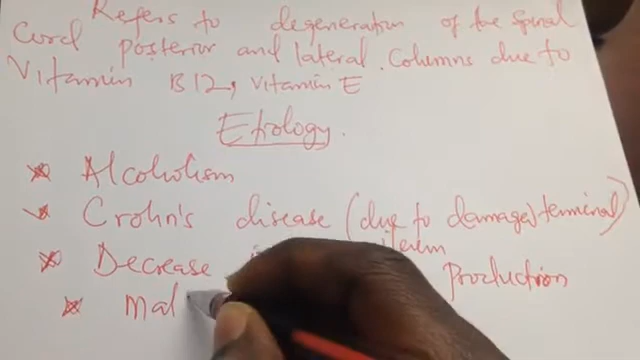 Refers to degeneration of the Spinal
Cord posterior and lateral Columns due to
Vitamin B12, vitamin E
Etiology.
Alcoholism
Crohn's disease (due to damage) terminal)
ileum
Decrease Production
Mal